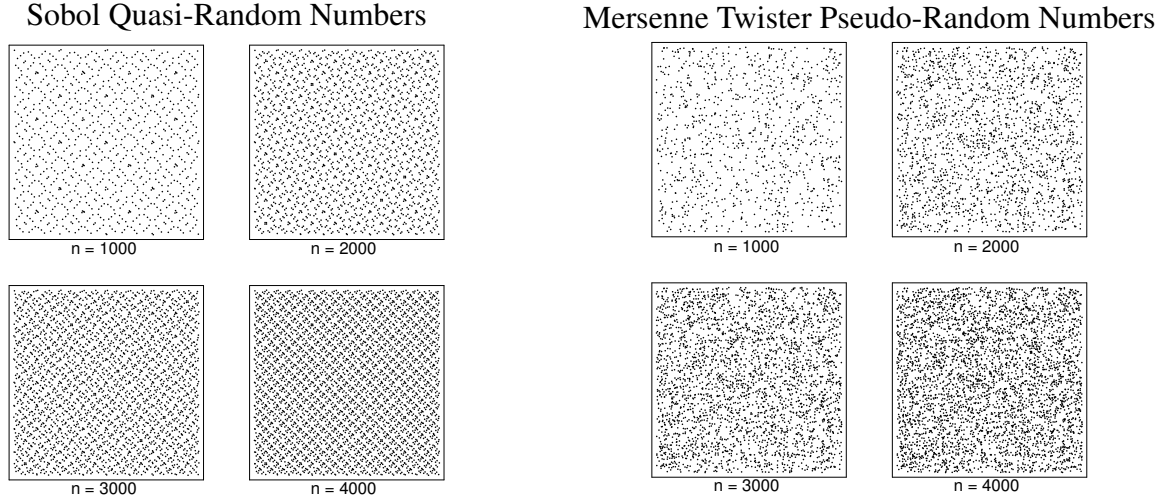 Sobol Quasi-Random Numbers
n = 1000
n = 2000
n = 3000
n = 4000
Mersenne Twister Pseudo-Random Numbers
n = 1000
n = 2000
n = 3000
n = 4000